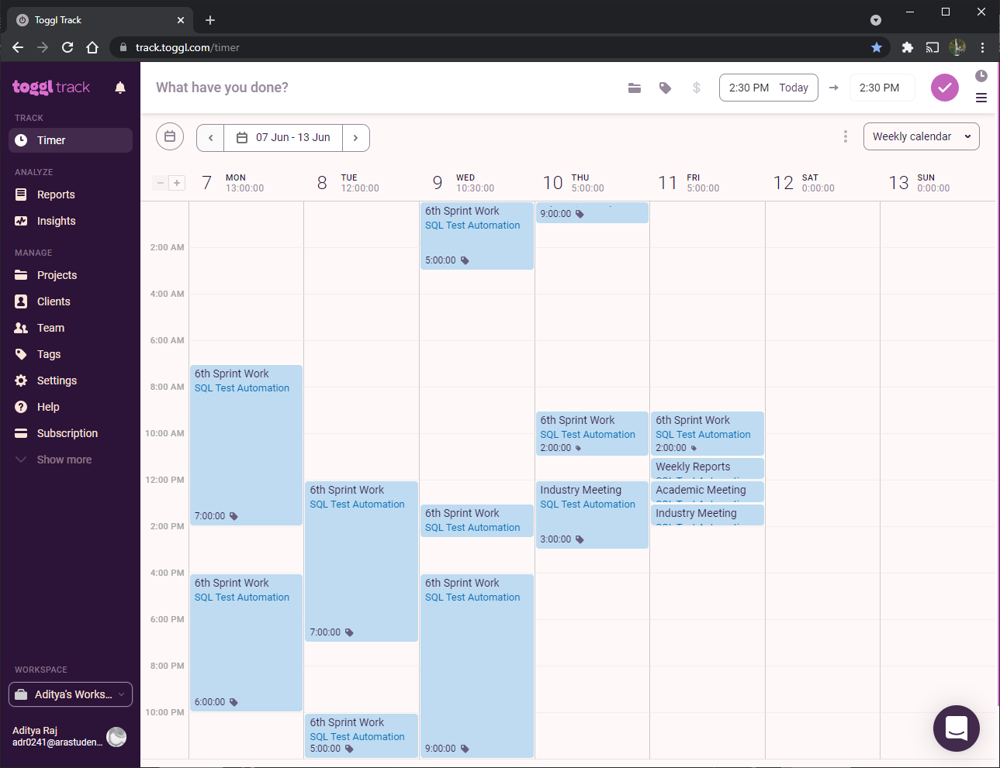 Toggl Track
track.toggl.com/timer
toggl track
TRACK
Timer
ANALYZE
Reports
Insights
MANAGE
Projects
Clients
Team
Tags
Settings
Help
Subscription
Show more
WORKSPACE
Aditya's Works...
Aditya Raj
adr0241@arastuden...
What have you done?
$
2:30 PM Today
2:30 PM
07 Jun - 13 Jun
Weekly calendar
7 MON
13:00:00
8 TUE
12:00:00
9 WED
10:30:00
10 THU
5:00:00
11 FRI
5:00:00
12 SAT
0:00:00
13 SUN
0:00:00
2:00 AM
4:00 AM
6:00 AM
8:00 AM
10:00 AM
12:00 PM
2:00 PM
4:00 PM
6:00 PM
8:00 PM
10:00 PM
6th Sprint Work
SQL Test Automation
7:00:00
6th Sprint Work
SQL Test Automation
6:00:00
6th Sprint Work
SQL Test Automation
7:00:00
6th Sprint Work
SQL Test Automation
5:00:00
6th Sprint Work
SQL Test Automation
5:00:00
6th Sprint Work
SQL Test Automation
6th Sprint Work
SQL Test Automation
9:00:00
9:00:00
6th Sprint Work
SQL Test Automation
2:00:00
Industry Meeting
SQL Test Automation
3:00:00
6th Sprint Work
SQL Test Automation
2:00:00
Weekly Reports
Academic Meeting
Industry Meeting